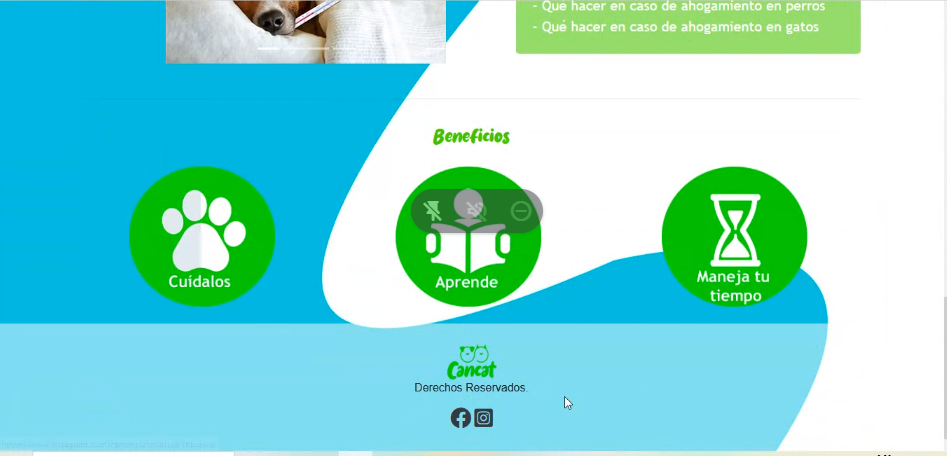 - Qué hacer en caso de ahogamiento en perros
- Qué hacer en caso de ahogamiento en gatos
Beneficios
Cuídalos
Aprende
Maneja tu
tiempo
Cancat
Derechos Reservados.